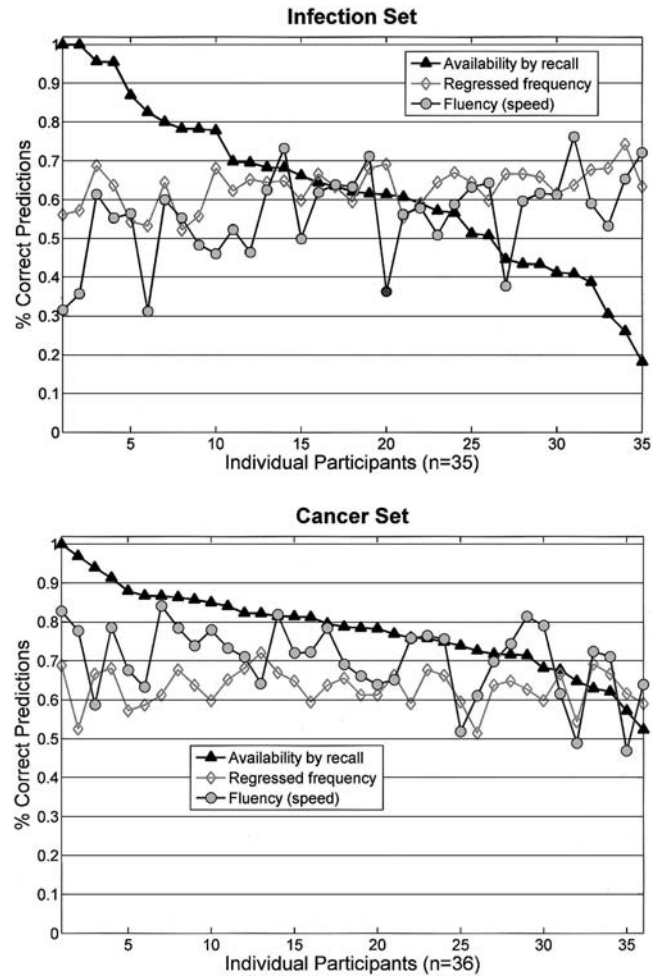 Infection Set
% Correct Predictions
1
0.9
0.8
0.7
0.6
0.5
0.4
0.3
0.2
0.1
0
Availability by recall
Regressed frequency
Fluency (speed)
5 10 15 20 25 30 35
Individual Participants (n=35)
Cancer Set
% Correct Predictions
1
0.9
0.8
0.7
0.6
0.5
0.4
0.3
0.2
0.1
0
Availability by recall
Regressed frequency
Fluency (speed)
5 10 15 20 25 30 35
Individual Participants (n=36)